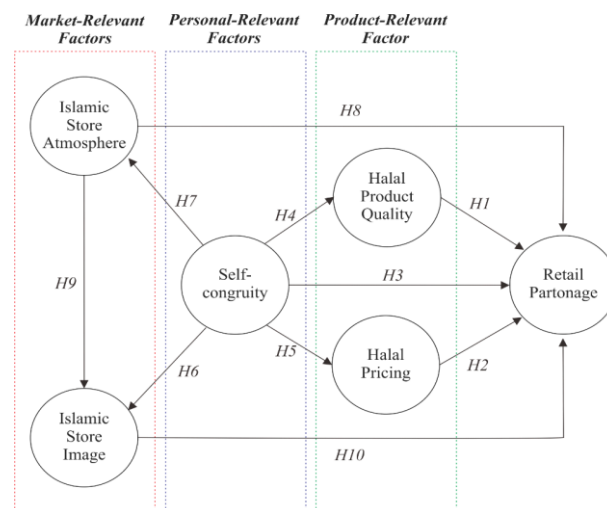 Market-Relevant
Factors
Personal-Relevant
Factors
Product-Relevant
Factor
Islamic
Store
Atmosphere
H8
H7
H4
Halal
Product
Quality
H1
H9
Self-
congruity
H3
Retail
Partonage
H6
H5
Halal
Pricing
H2
Islamic
Store
Image
H10